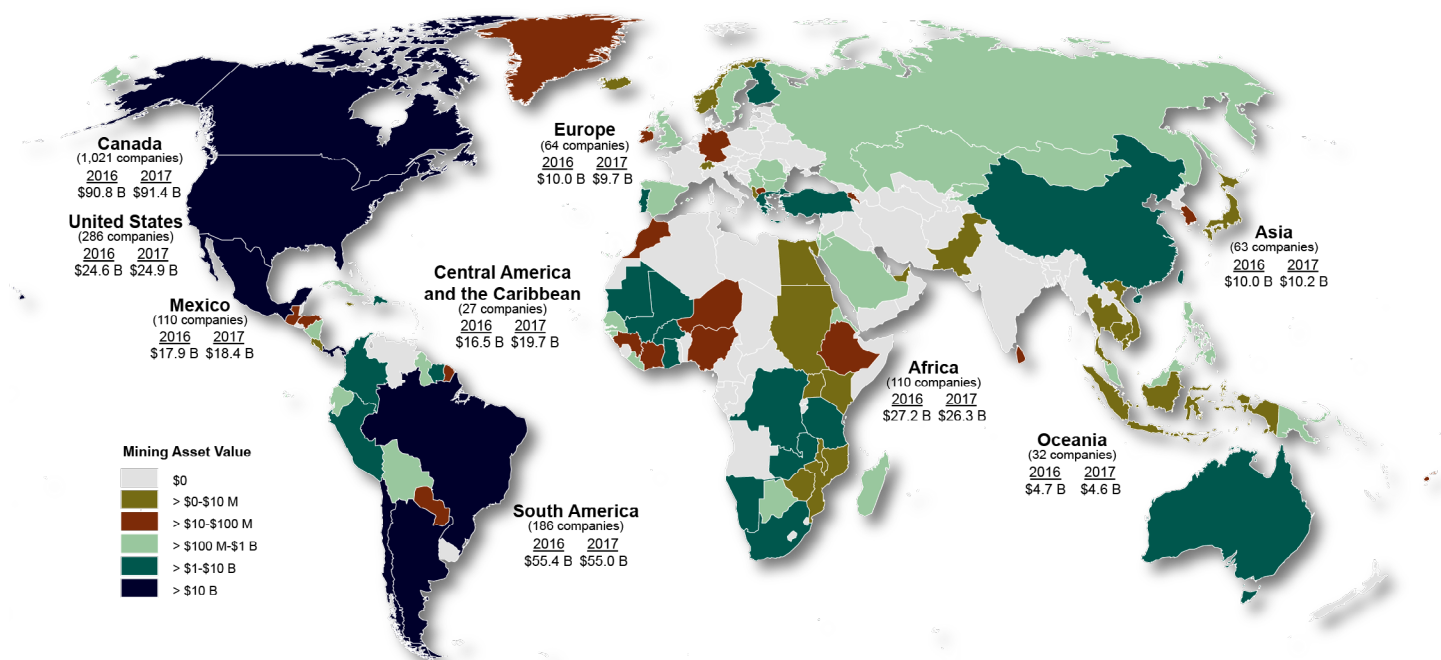 Canada
(1,021 companies)
2016 2017
$90.8 B $91.4 B
United States
(286 companies)
2016 2017
$24.6 B $24.9 B
Mexico
(110 companies)
2016 2017
$17.9 B $18.4 B
Europe
(64 companies)
2016 2017
$10.0 B $9.7 B
Central America
and the Caribbean
(27 companies)
2016 2017
$16.5 B $19.7 B
Asia
(63 companies)
2016 2017
$10.0 B $10.2 B
Africa
(110 companies)
2016 2017
$27.2 B $26.3 B
Oceania
(32 companies)
2016 2017
$4.7 B $4.6 B
South America
(186 companies)
2016 2017
$55.4 B $55.0 B
Mining Asset Value
$0
> $0-$10 M
> $10-$100 M
> $100 M-$1 B
> $1-$10 B
> $10 B